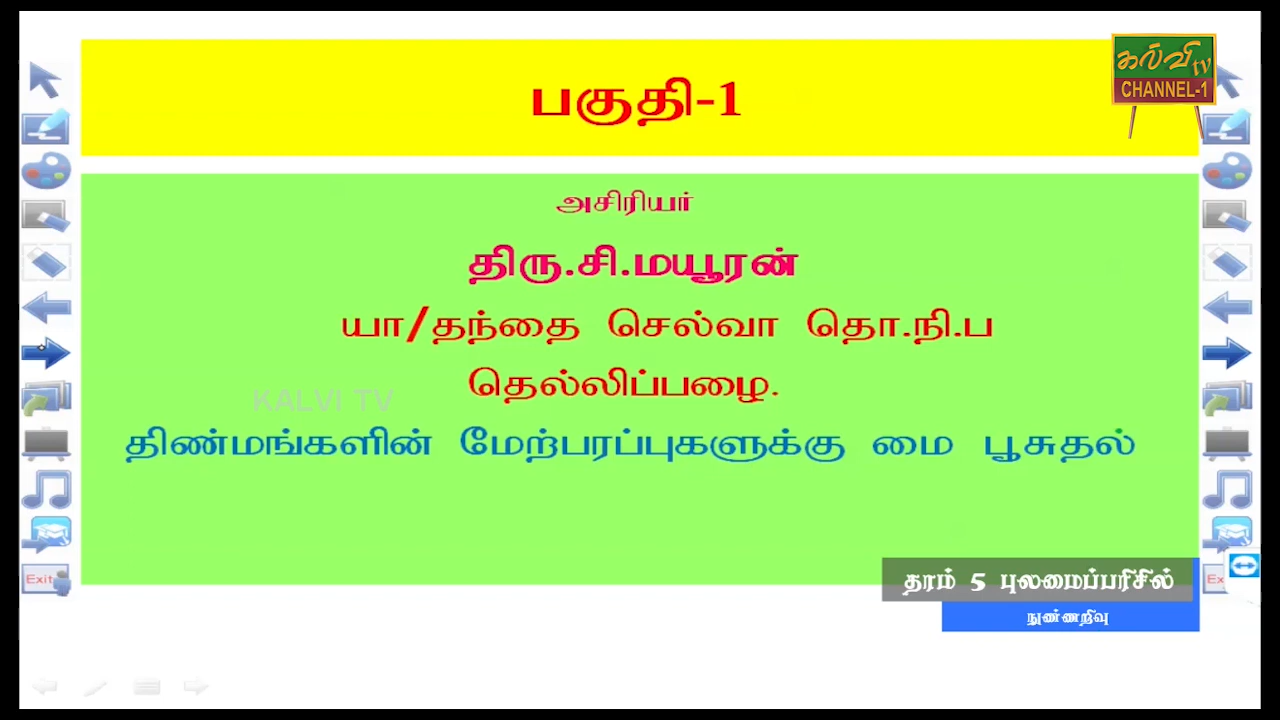 கல்வி tv
CHANNEL-1
பகுதி-1
அசிரியர்
திரு.சி.மயூரன்
யா/தந்தை செல்வா தொ.நி.ப
தெல்லிப்பழை.
KALVI TV
திண்மங்களின் மேற்பரப்புகளுக்கு மை பூசுதல்
Exit
Ex
தரம் 5 புலமைப்பரிசில்
நுண்ணறிவு